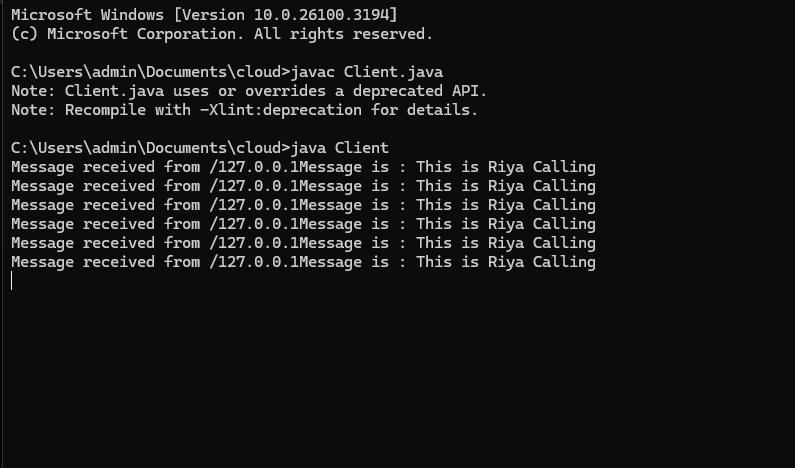 Microsoft Windows [Version 10.0.26100.3194]
(c) Microsoft Corporation. All rights reserved.
C:\Users\admin\Documents\cloud>javac Client.java
Note: Client.java uses or overrides a deprecated API.
Note: Recompile with -Xlint:deprecation for details.
C:\Users\admin\Documents\cloud>java Client
Message received from /127.0.0.1Message is : This is Riya Calling
Message received from /127.0.0.1Message is : This is Riya Calling
Message received from /127.0.0.1Message is : This is Riya Calling
Message received from /127.0.0.1Message is : This is Riya Calling
Message received from /127.0.0.1Message is : This is Riya Calling
Message received from /127.0.0.1Message is : This is Riya Calling